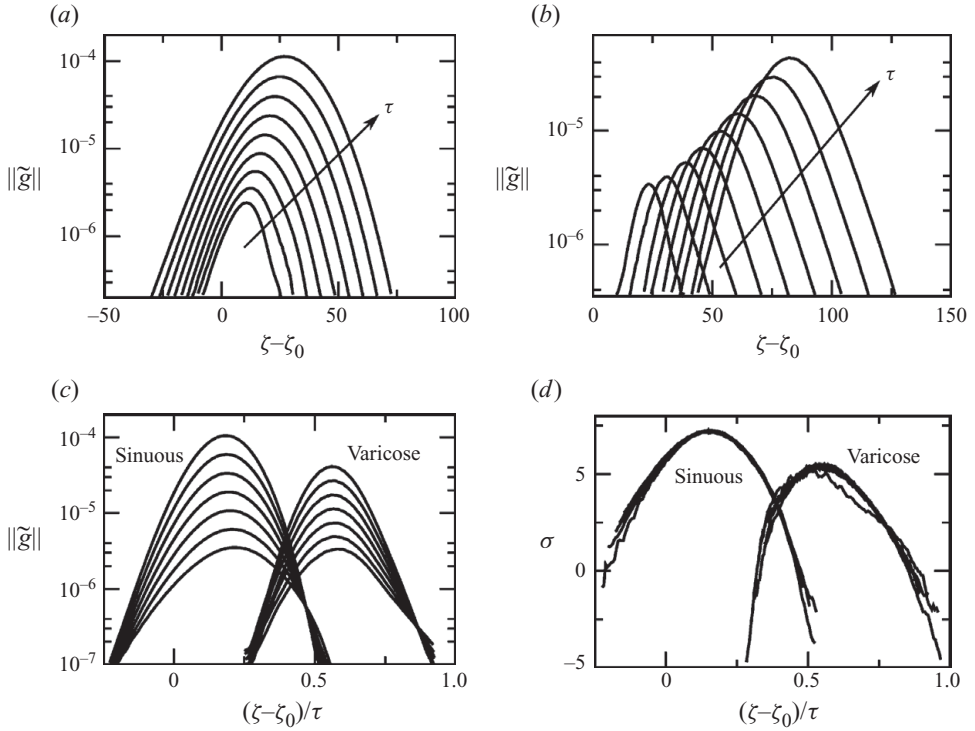 (a)
10⁻⁴
10⁻⁵
10⁻⁶
||g̃||
τ
−50 0 50 100
ζ−ζ₀
(b)
10⁻⁵
10⁻⁶
||g̃||
τ
0 50 100 150
ζ−ζ₀
(c)
10⁻⁴
10⁻⁵
10⁻⁶
10⁻⁷
||g̃||
Sinuous Varicose
0 0.5 1.0
(ζ−ζ₀)/τ
(d)
5
0
−5
σ
Sinuous Varicose
0 0.5 1.0
(ζ−ζ₀)/τ